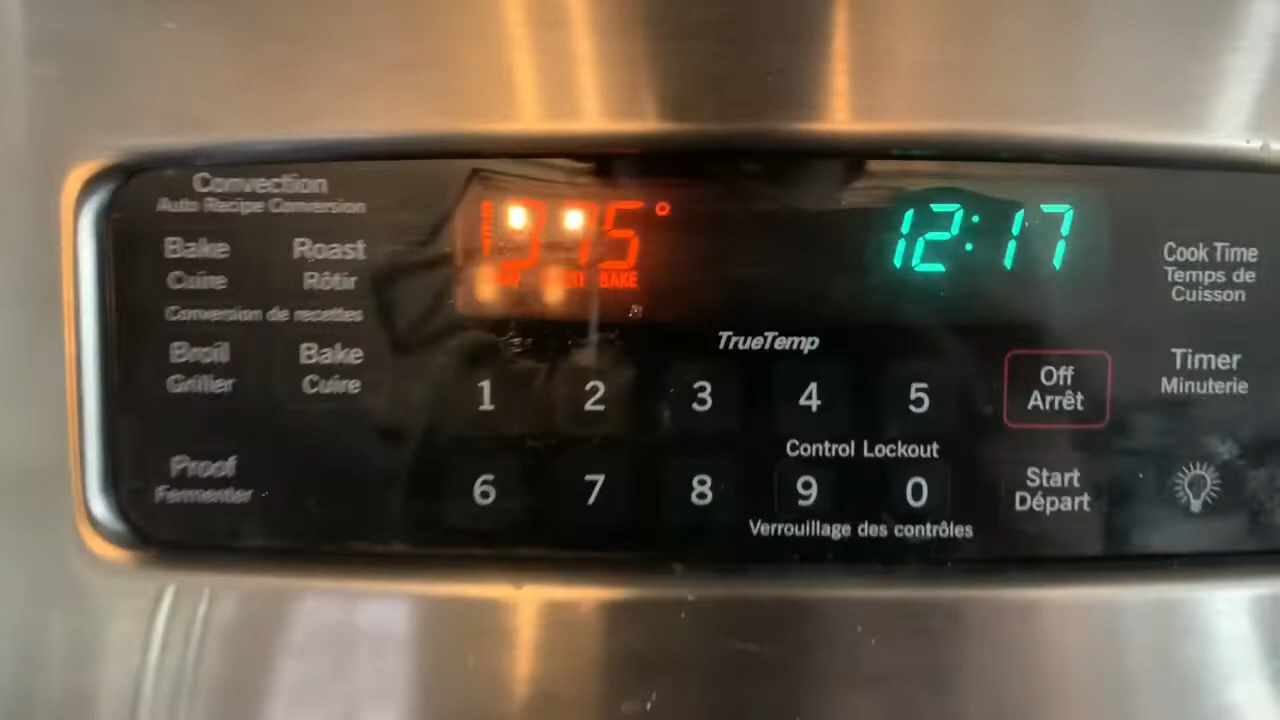 Convection
Auto Recipe Conversion
Bake Roast
Cuire Rôtir
Conversion de recettes
Broil Bake
Griller Cuire
Proof
Fermenter
375°
BAKE
12:17
TrueTemp
1 2 3 4 5
Control Lockout
6 7 8 9 0
Verrouillage des contrôles
Off
Arrêt
Start
Départ
Cook Time
Temps de
Cuisson
Timer
Minuterie